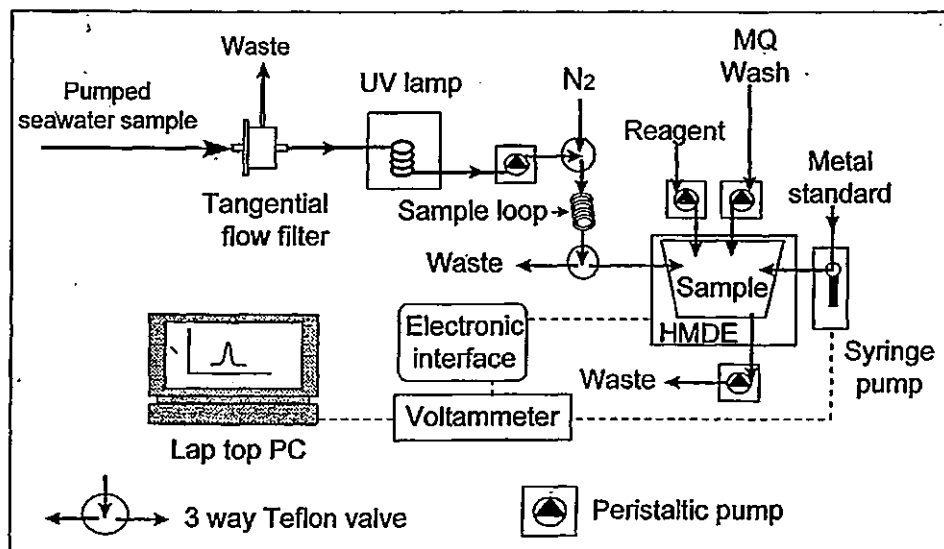 Waste
Pumped
seawater sample
Tangential
flow filter
UV lamp
N2
Sample loop
Waste
MQ
Wash
Reagent
Metal
standard
Sample
HMDE
Syringe
pump
Electronic
interface
Waste
Voltammeter
Lap top PC
3 way Teflon valve
Peristaltic pump